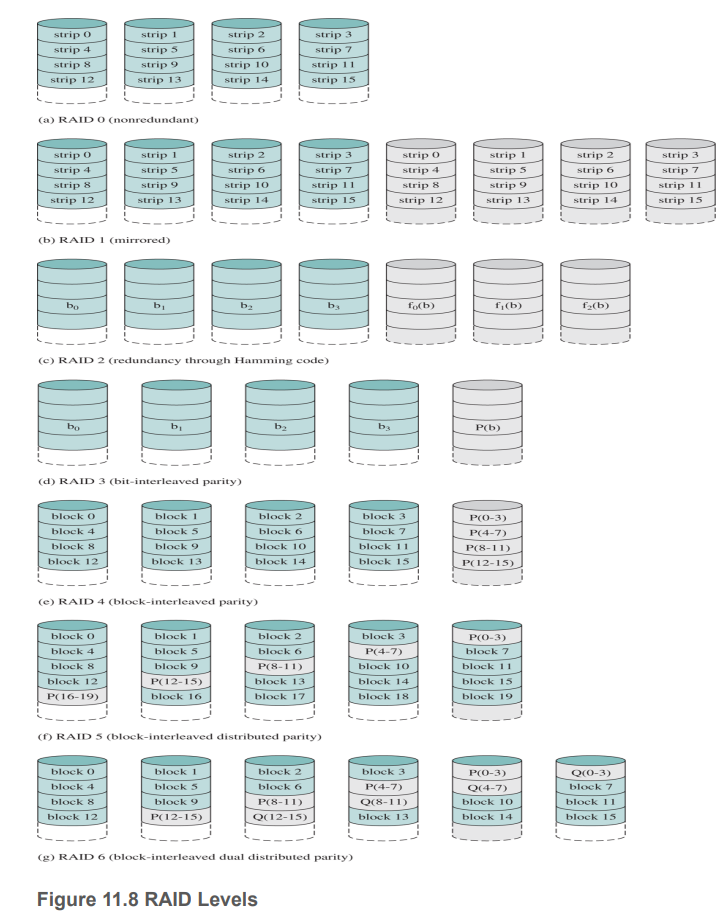 strip 0 strip 1 strip 2 strip 3
strip 4 strip 5 strip 6 strip 7
strip 8 strip 9 strip 10 strip 11
strip 12 strip 13 strip 14 strip 15
(a) RAID 0 (nonredundant)
strip 0 strip 1 strip 2 strip 3 strip 0 strip 1 strip 2 strip 3
strip 4 strip 5 strip 6 strip 7 strip 4 strip 5 strip 6 strip 7
strip 8 strip 9 strip 10 strip 11 strip 8 strip 9 strip 10 strip 11
strip 12 strip 13 strip 14 strip 15 strip 12 strip 13 strip 14 strip 15
(b) RAID 1 (mirrored)
b₀ b₁ b₂ b₃ f₀(b) f₁(b) f₂(b)
(c) RAID 2 (redundancy through Hamming code)
b₀ b₁ b₂ b₃ P(b)
(d) RAID 3 (bit-interleaved parity)
block 0 block 1 block 2 block 3 P(0-3)
block 4 block 5 block 6 block 7 P(4-7)
block 8 block 9 block 10 block 11 P(8-11)
block 12 block 13 block 14 block 15 P(12-15)
(e) RAID 4 (block-interleaved parity)
block 0 block 1 block 2 block 3 P(0-3)
block 4 block 5 block 6 P(4-7) block 7
block 8 block 9 P(8-11) block 10 block 11
block 12 P(12-15) block 13 block 14 block 15
P(16-19) block 16 block 17 block 18 block 19
(f) RAID 5 (block-interleaved distributed parity)
block 0 block 1 block 2 block 3 P(0-3) Q(0-3)
block 4 block 5 block 6 P(4-7) Q(4-7) block 7
block 8 block 9 P(8-11) Q(8-11) block 10 block 11
block 12 P(12-15) Q(12-15) block 13 block 14 block 15
(g) RAID 6 (block-interleaved dual distributed parity)
Figure 11.8 RAID Levels